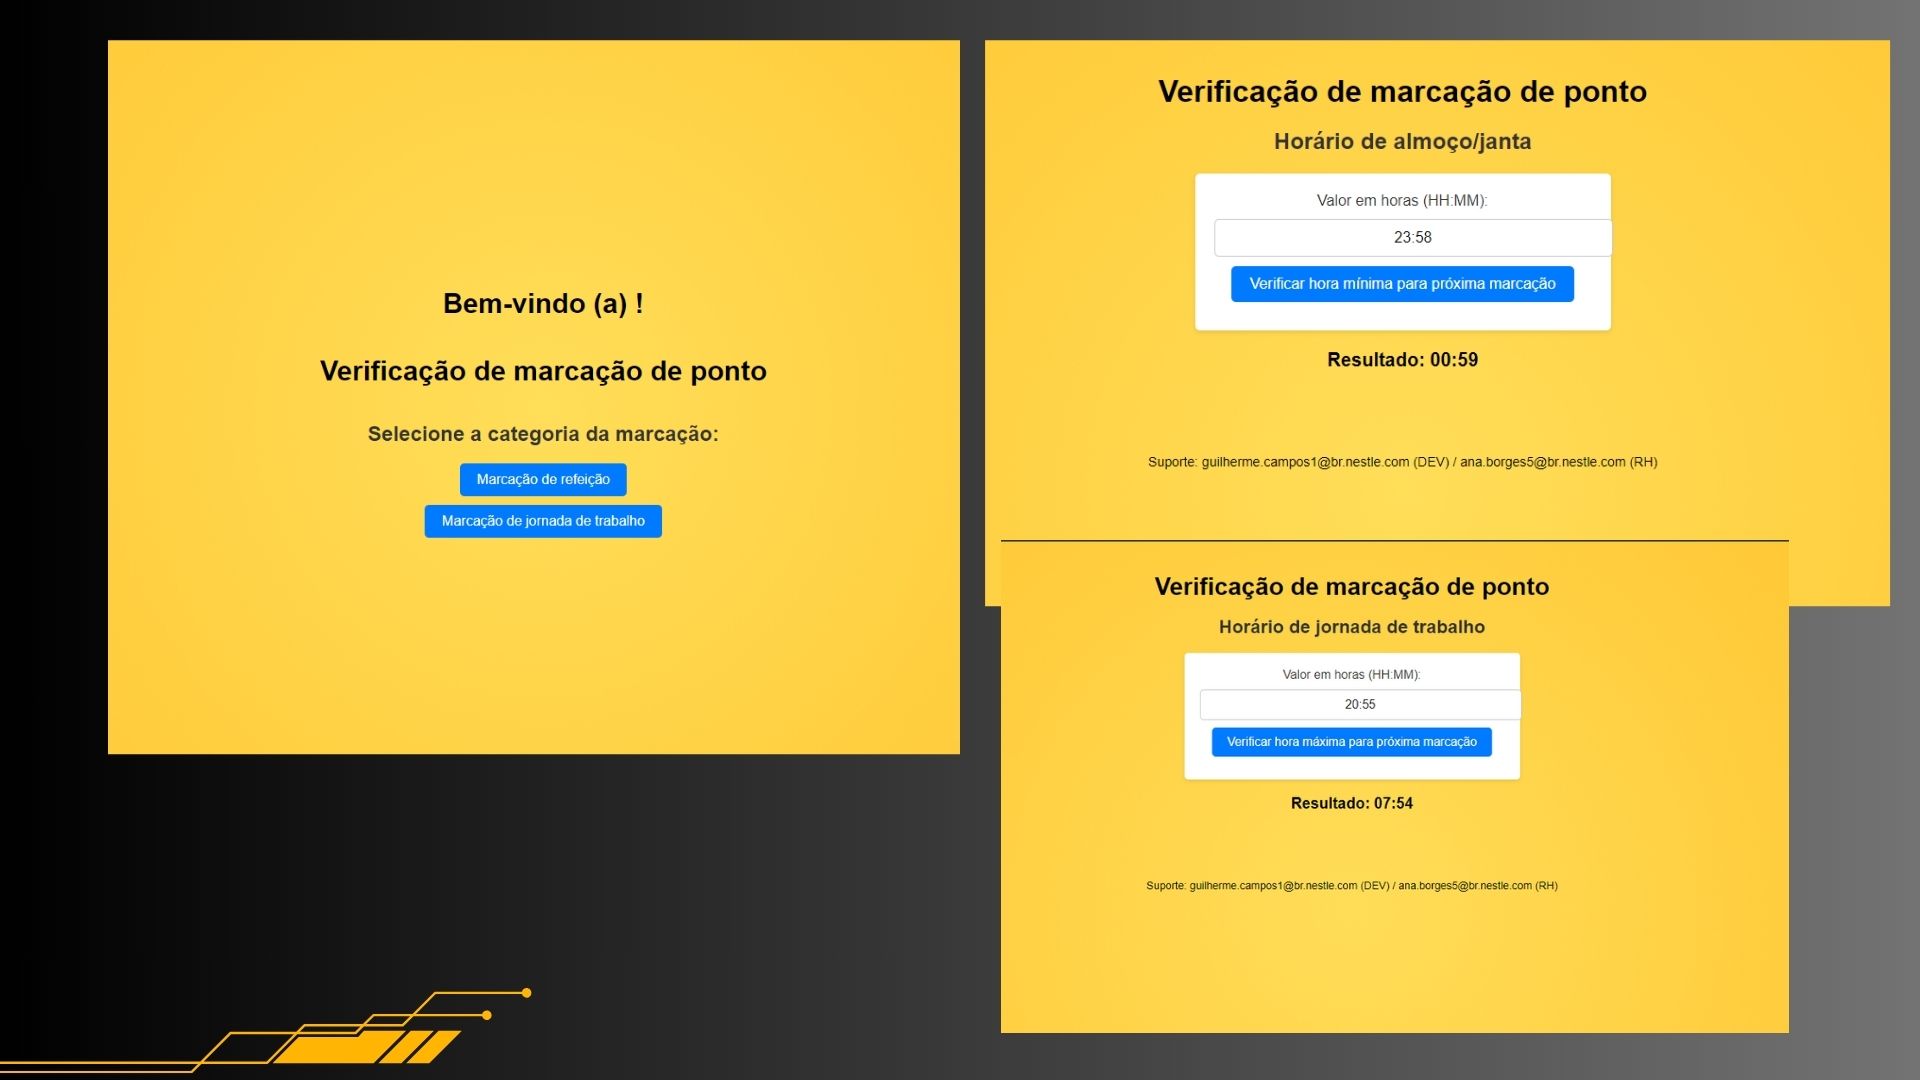 Bem-vindo (a) !
Verificação de marcação de ponto
Selecione a categoria da marcação:
Marcação de refeição
Marcação de jornada de trabalho
Verificação de marcação de ponto
Horário de almoço/janta
Valor em horas (HH:MM):
23:58
Verificar hora mínima para próxima marcação
Resultado: 00:59
Suporte: guilherme.campos1@br.nestle.com (DEV) / ana.borges5@br.nestle.com (RH)
Verificação de marcação de ponto
Horário de jornada de trabalho
Valor em horas (HH:MM):
20:55
Verificar hora máxima para próxima marcação
Resultado: 07:54
Suporte: guilherme.campos1@br.nestle.com (DEV) / ana.borges5@br.nestle.com (RH)